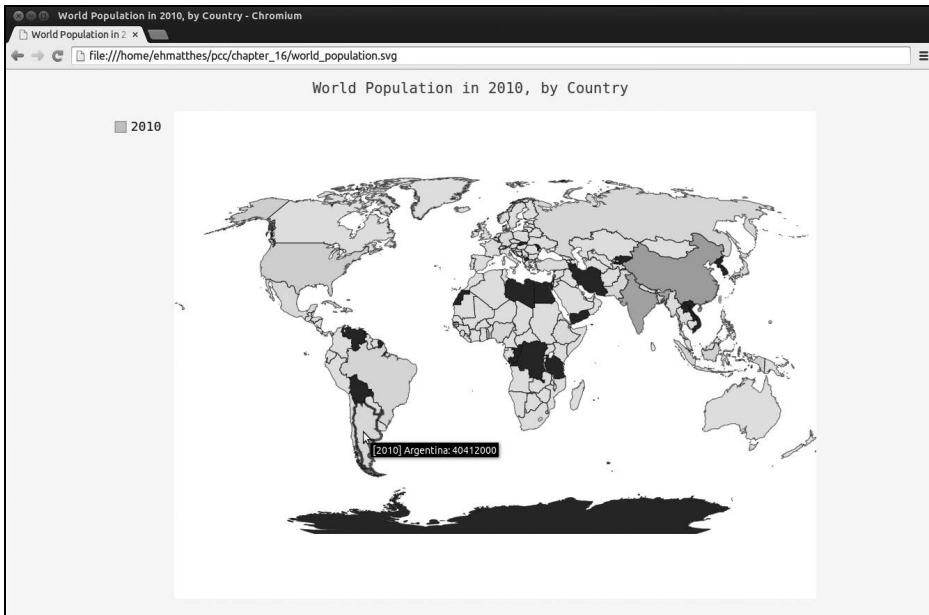 World Population in 2010, by Country - Chromium
World Population in 2
file:///home/ehmatthes/pcc/chapter_16/world_population.svg
World Population in 2010, by Country
2010
[2010] Argentina: 40412000